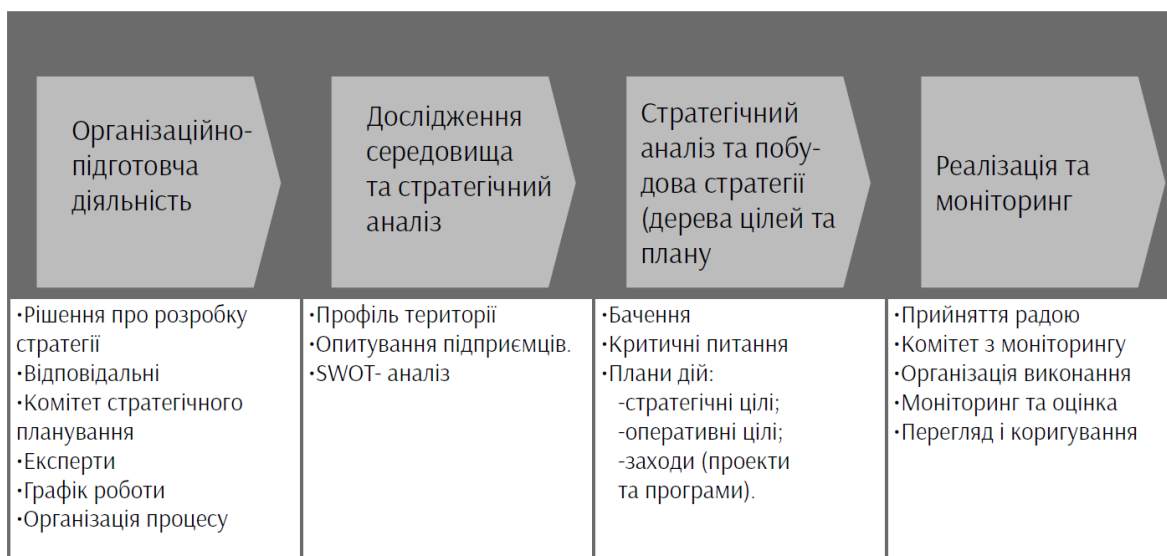 Організаційно-
підготовча
діяльність
Дослідження
середовища
та стратегічний
аналіз
Стратегічний
аналіз та побу-
дова стратегії
(дерева цілей та
плану
Реалізація та
моніторинг
·Рішення про розробку
стратегії
·Відповідальні
·Комітет стратегічного
планування
·Експерти
·Графік роботи
·Організація процесу
·Профіль території
·Опитування підприємців.
·SWOT- аналіз
·Бачення
·Критичні питання
·Плани дій:
-стратегічні цілі;
-оперативні цілі;
-заходи (проекти
та програми).
·Прийняття радою
·Комітет з моніторингу
·Організація виконання
·Моніторинг та оцінка
·Перегляд і коригування